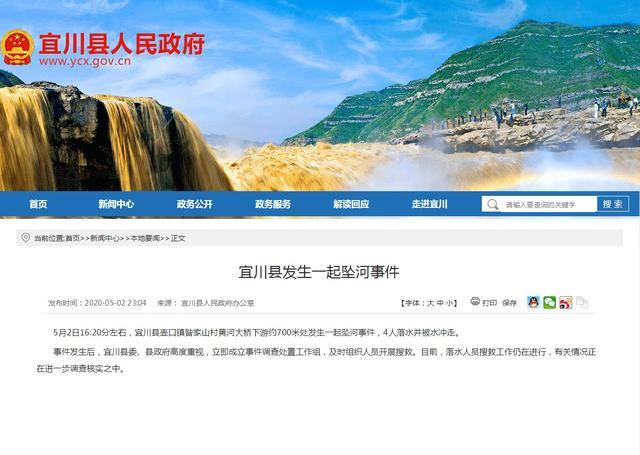 宜川县人民政府
www.ycx.gov.cn
首页 新闻中心 政务公开 政务服务 解读回应 走进宜川 请输入要查询的关键字 搜索
当前位置:首页>>新闻中心>>本地要闻>>正文
宜川县发生一起坠河事件
发布时间：2020-05-02 23:04 来源： 宜川县人民政府办公室 【字体：大 中 小】 打印 保存
5月2日16:20分左右，宜川县壶口镇昝家山村黄河大桥下游约700米处发生一起坠河事件，4人落水并被水冲走。
事件发生后，宜川县委、县政府高度重视，立即成立事件调查处置工作组，及时组织人员开展搜救。目前，落水人员搜救工作仍在进行，有关情况正
在进一步调查核实之中。